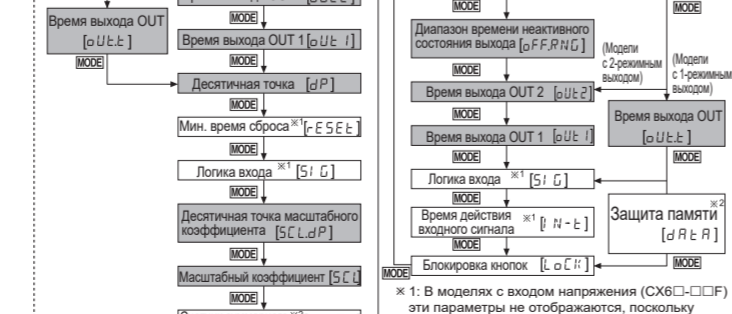 MODE
Время выхода OUT
[oUt.t]
MODE
Время выхода OUT 1 [oUt 1]
MODE
Десятичная точка [dP]
MODE
Мин. время сброса ※1 [rESEt]
MODE
Логика входа ※1 [SI G]
MODE
Десятичная точка масштабного
коэффициента [SCL.dP]
MODE
Масштабный коэффициент [SCL]
MODE
MODE
Диапазон времени неактивного
состояния выхода [oFF.RNG]
MODE
Время выхода OUT 2 [oUt2]
MODE
Время выхода OUT 1 [oUt 1]
MODE
Логика входа ※1 [SI G]
MODE
Время действия
входного сигнала ※1 [I N-t]
MODE
Блокировка кнопок [LoCK]
MODE
(Модели
с 2-режимным
выходом)
MODE
(Модели
с 1-режимным
выходом)
Время выхода OUT
[oUt.t]
MODE
Защита памяти ※2
[dAtA]
MODE
※ 1: В моделях с входом напряжения (CX6□-□□F)
эти параметры не отображаются, поскольку